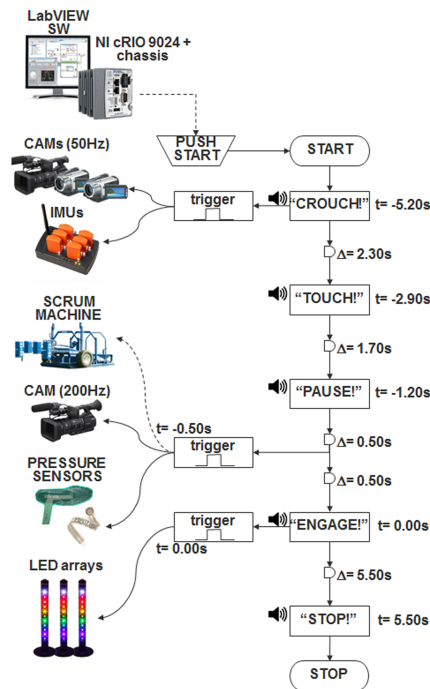 LabVIEW
SW
NI cRIO 9024 +
chassis
PUSH
START
START
CAMs (50Hz)
trigger
“CROUCH!”
t= -5.20s
IMUs
Δ= 2.30s
“TOUCH!”
t= -2.90s
SCRUM
MACHINE
Δ= 1.70s
“PAUSE!”
t= -1.20s
CAM (200Hz)
t= -0.50s
trigger
Δ= 0.50s
PRESSURE
SENSORS
Δ= 0.50s
trigger
“ENGAGE!”
t= 0.00s
t= 0.00s
LED arrays
Δ= 5.50s
“STOP!”
t= 5.50s
STOP